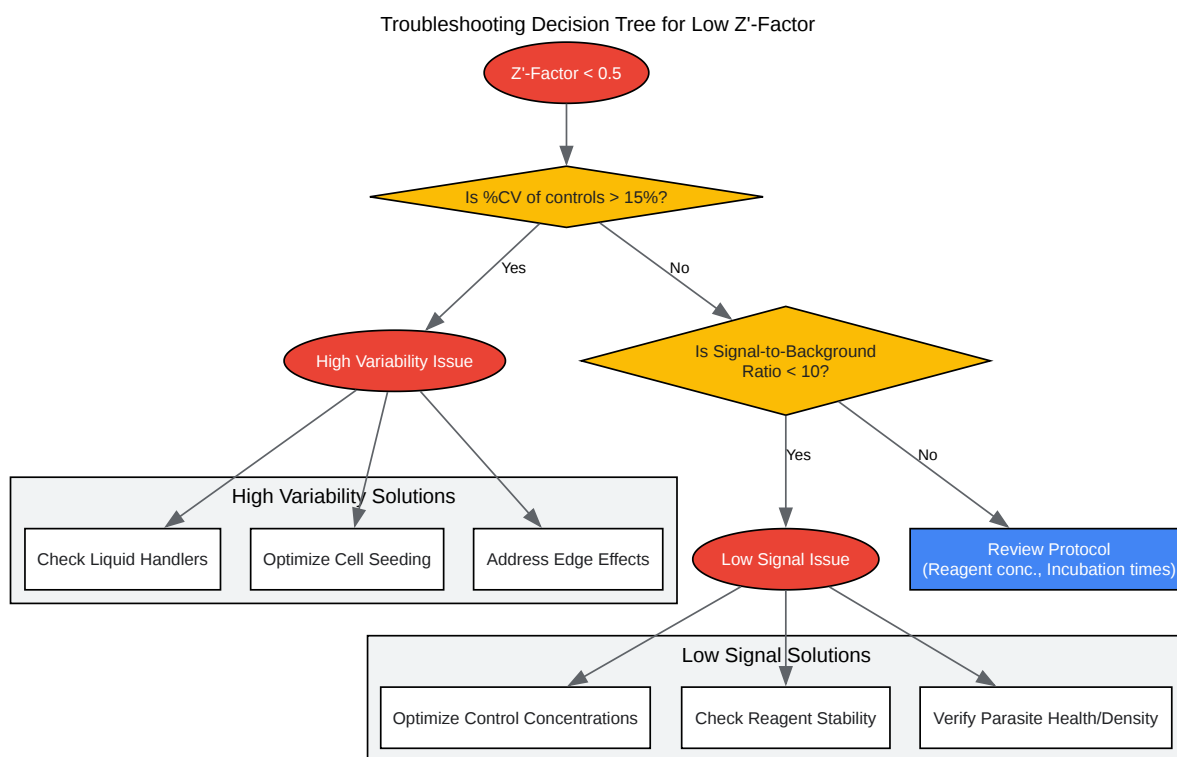 Troubleshooting Decision Tree for Low Z'-Factor
Z'-Factor < 0.5
Is %CV of controls > 15%?
Yes
No
High Variability Issue
Is Signal-to-Background
Ratio < 10?
Yes
No
High Variability Solutions
Check Liquid Handlers
Optimize Cell Seeding
Address Edge Effects
Low Signal Issue
Review Protocol
(Reagent conc., Incubation times)
Low Signal Solutions
Optimize Control Concentrations
Check Reagent Stability
Verify Parasite Health/Density